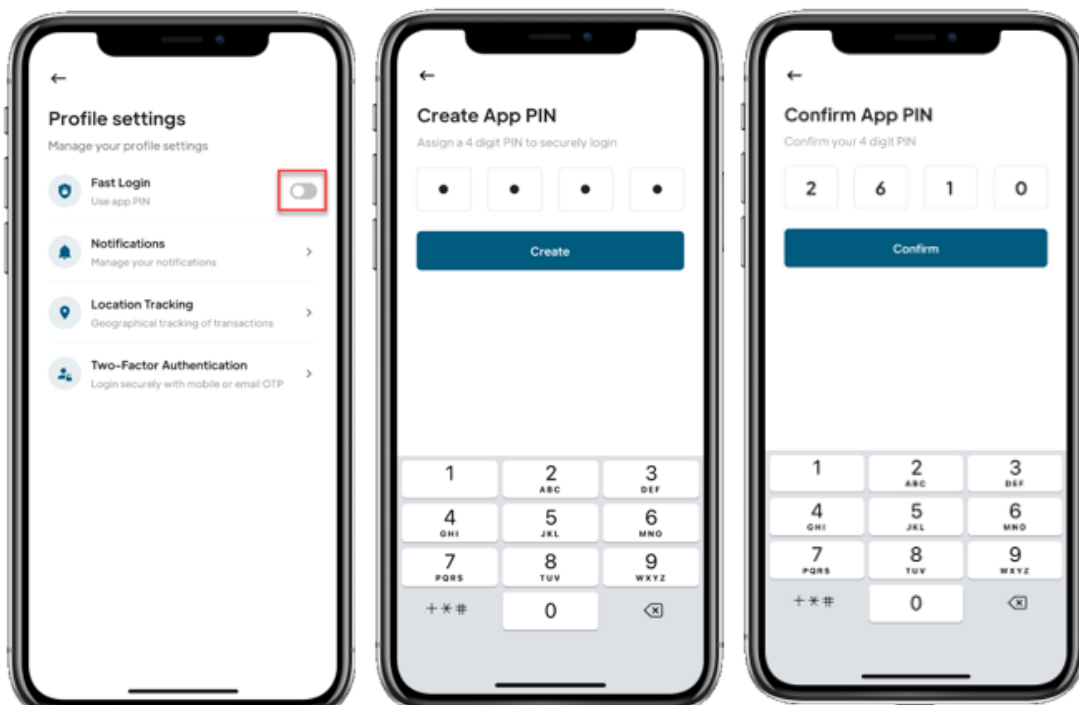 Profile settings
Manage your profile settings
Fast Login
Use app PIN
Notifications
Manage your notifications
Location Tracking
Geographical tracking of transactions
Two-Factor Authentication
Login securely with mobile or email OTP
Create App PIN
Assign a 4 digit PIN to securely login
Create
1 2 3
ABC DEF
4 5 6
GHI JKL MNO
7 8 9
PQRS TUV WXYZ
+*# 0
Confirm App PIN
Confirm your 4 digit PIN
2 6 1 0
Confirm
1 2 3
ABC DEF
4 5 6
GHI JKL MNO
7 8 9
PQRS TUV WXYZ
+*# 0